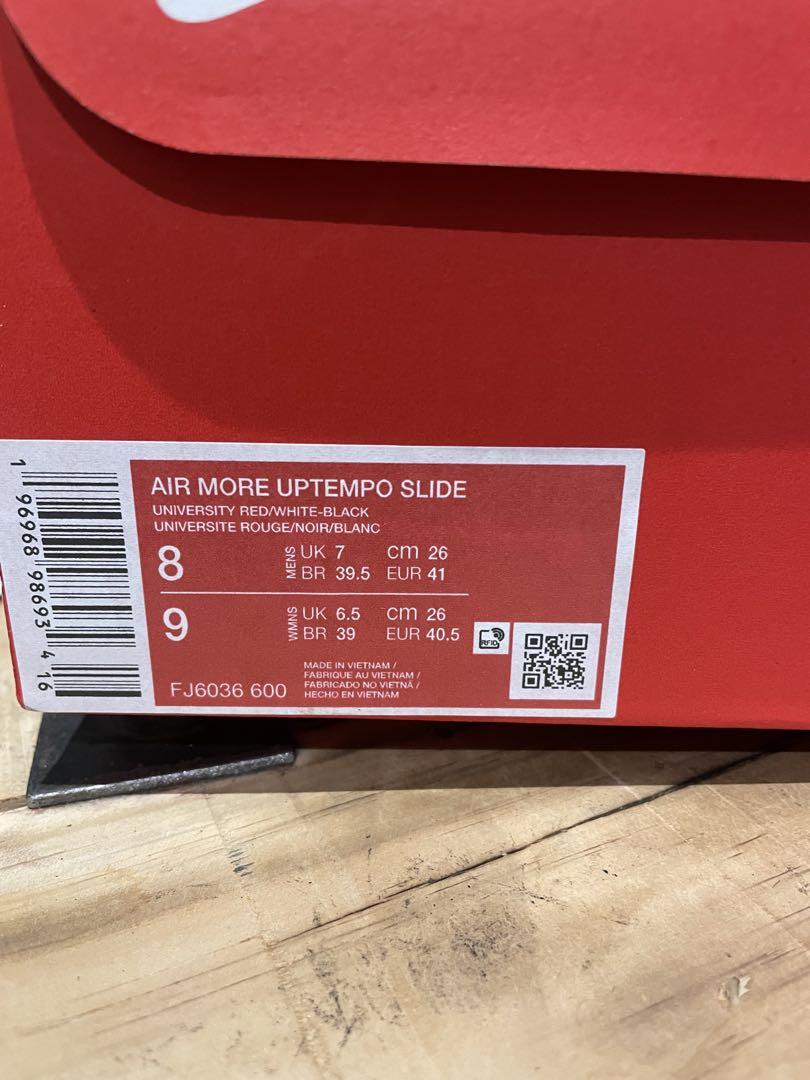 AIR MORE UPTEMPO SLIDE
UNIVERSITY RED/WHITE-BLACK
UNIVERSITE ROUGE/NOIR/BLANC
8 MENS UK 7 cm 26
BR 39.5 EUR 41
9 WMNS UK 6.5 cm 26
BR 39 EUR 40.5
RFID
MADE IN VIETNAM /
FABRIQUE AU VIETNAM /
FABRICADO NO VIETNÃ /
HECHO EN VIETNAM
FJ6036 600
1 96968 98693 4 16